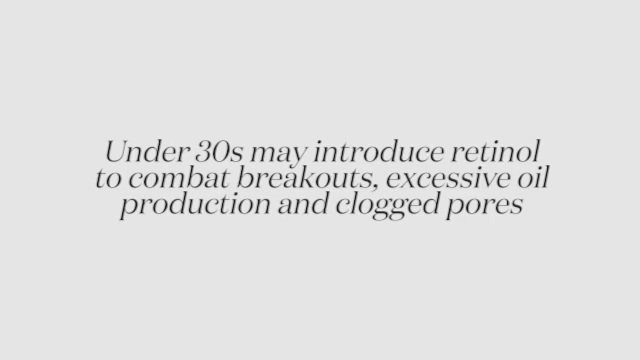 Under 30s may introduce retinol
to combat breakouts, excessive oil
production and clogged pores